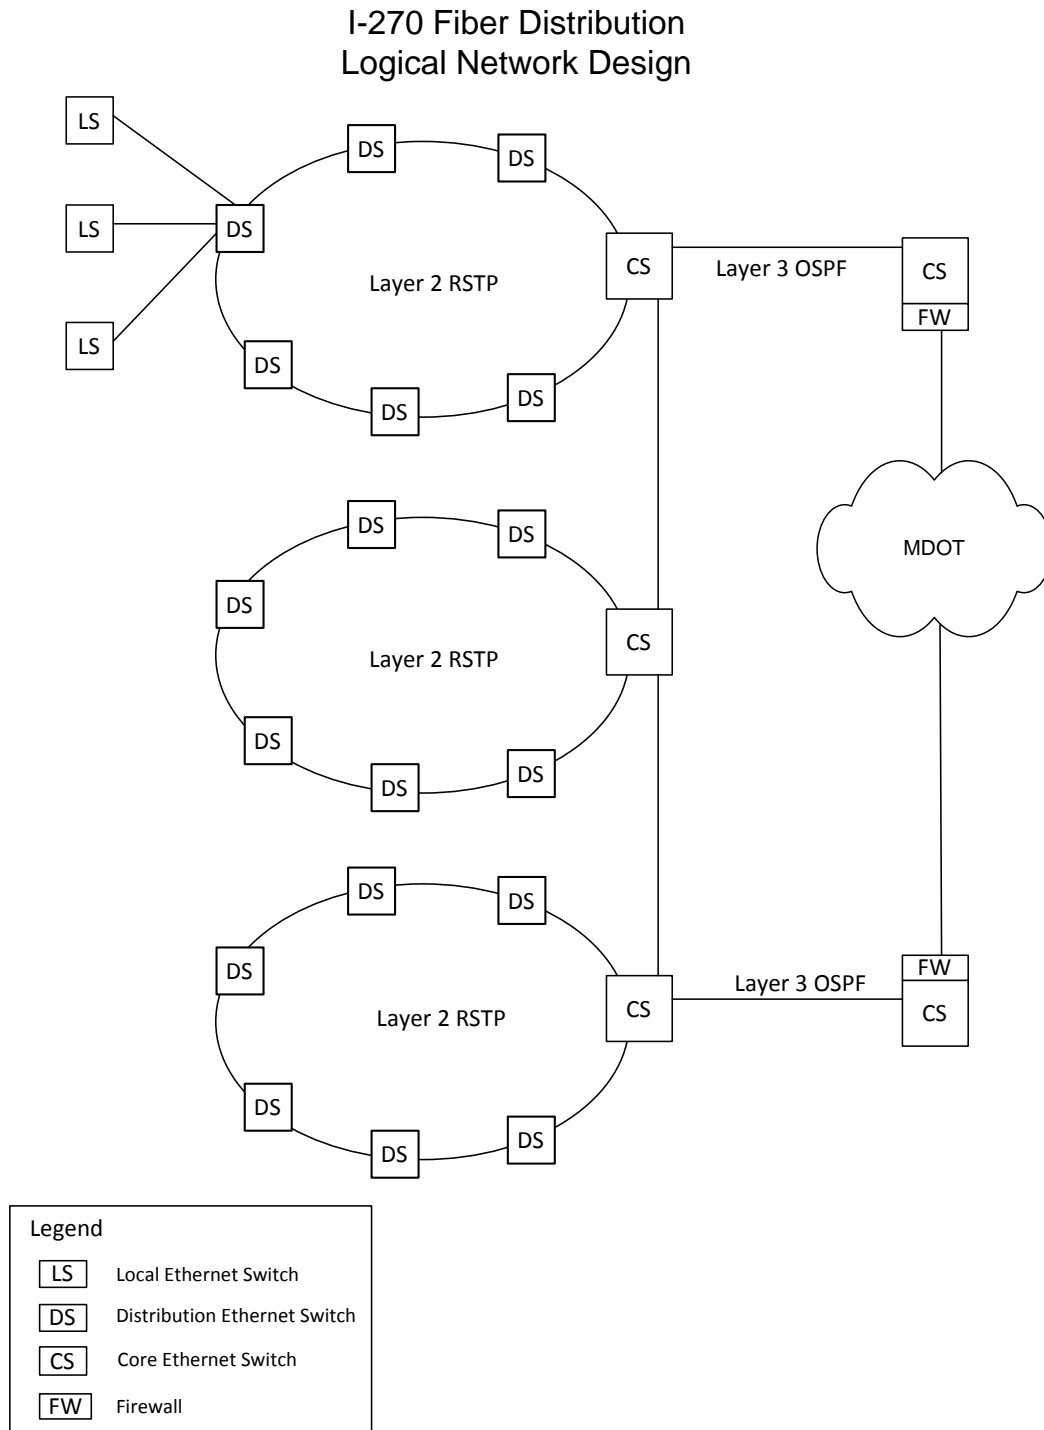 I-270 Fiber Distribution
Logical Network Design
LS
LS
LS
DS
DS
DS
DS
DS
DS
Layer 2 RSTP
CS
Layer 3 OSPF
CS
FW
MDOT
DS
DS
DS
DS
DS
DS
Layer 2 RSTP
CS
DS
DS
DS
DS
DS
DS
Layer 2 RSTP
CS
Layer 3 OSPF
FW
CS
Legend
LS Local Ethernet Switch
DS Distribution Ethernet Switch
CS Core Ethernet Switch
FW Firewall